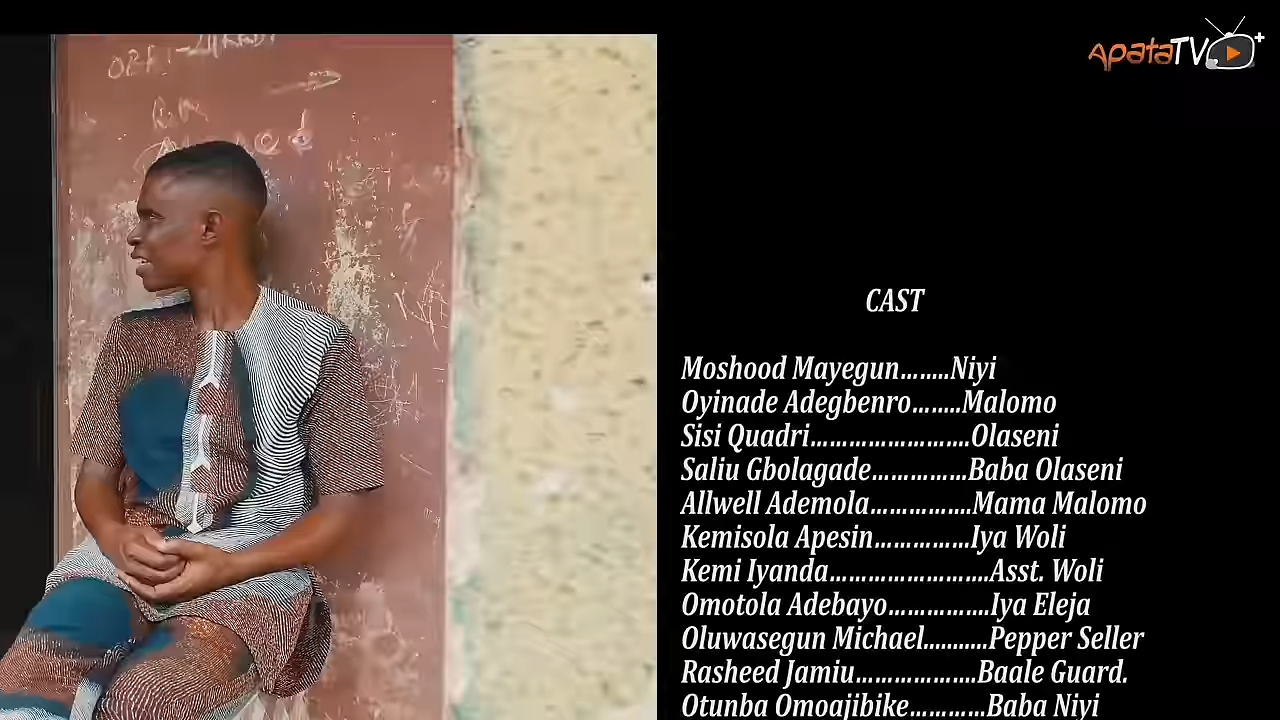 ApataTV+
CAST
Moshood Mayegun........Niyi
Oyinade Adegbenro........Malomo
Sisi Quadri.........................Olaseni
Saliu Gbolagade...............Baba Olaseni
Allwell Ademola................Mama Malomo
Kemisola Apesin...............Iya Woli
Kemi Iyanda.........................Asst. Woli
Omotola Adebayo................Iya Eleja
Oluwasegun Michael...........Pepper Seller
Rasheed Jamiu...................Baale Guard.
Otunba Omoajibike............Baba Niyi